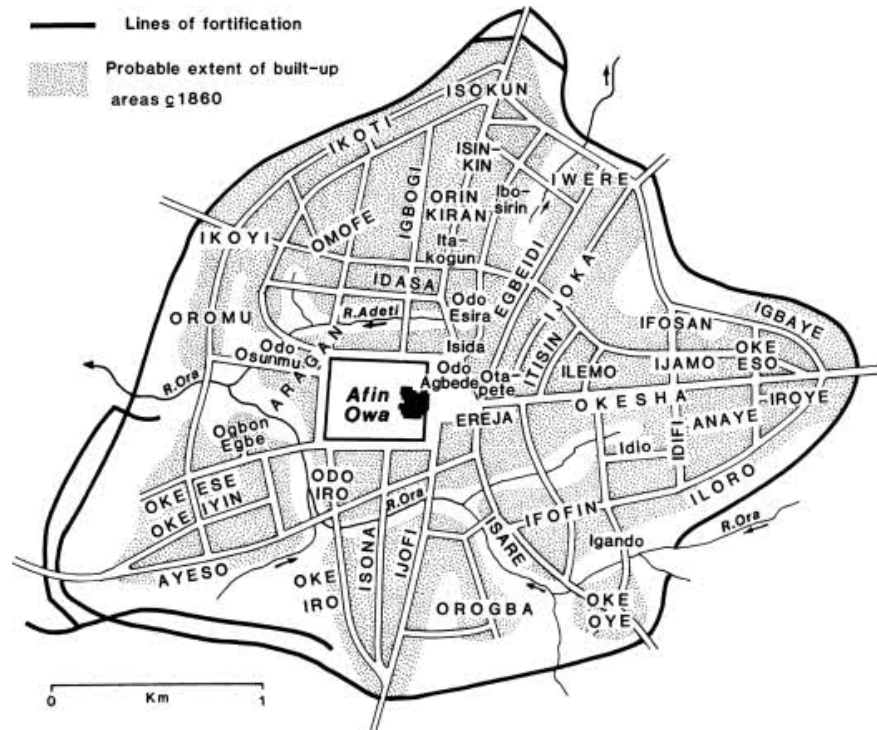 Lines of fortification
Probable extent of built-up
areas c1860
ISOKUN
IKOTI
ISIN-
KIN
IWERE
IGBOGI
ORIN
KIRAN
Ibo-
sirin
OMOFE
IKOYI
Ita-
kogun
EGBEIDI
IJOKA
IDASA
Odo
Esira
R.Adeti
OROMU
IFOSAN
IGBAYE
ARAGAN
Odo
Osunmu
Isida
ITISIN
ILEMO
IJAMO
OKE
ESO
R.Ora
Odo
Agbede
Ota-
pete
Afin
Owa
OKESHA
IROYE
EREJA
ANAYE
Ogbon
Egbe
Idio
IDIFI
OKE ESE
OKE IYIN
ODO
IRO
R.Ora
ILORO
IFOFIN
ISARE
Igando
R.Ora
AYESO
OKE
IRO
ISONA
IJOFI
OROGBA
OKE
OYE
0 Km 1